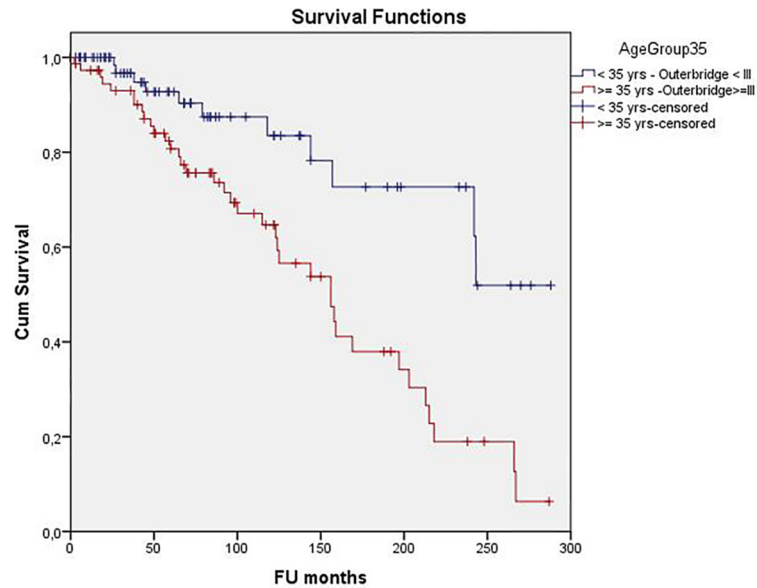 Survival Functions
AgeGroup35
< 35 yrs - Outerbridge < III
>= 35 yrs -Outerbridge>=III
< 35 yrs-censored
>= 35 yrs-censored
Cum Survival
1,0
0,8
0,6
0,4
0,2
0,0
0 50 100 150 200 250 300
FU months